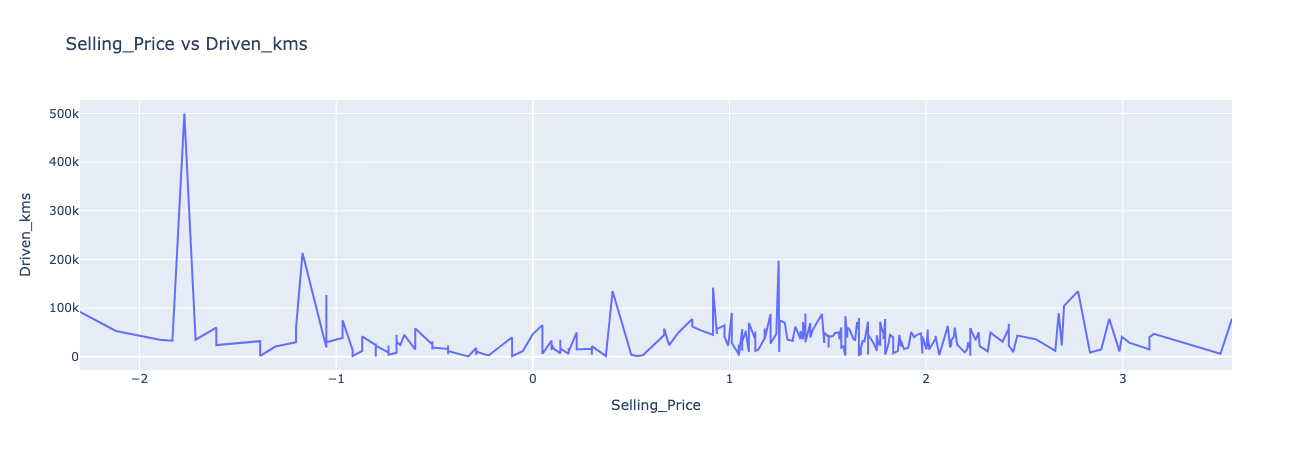 Selling_Price vs Driven_kms
500k
400k
300k
200k
100k
0
Driven_kms
−2
−1
0
1
2
3
Selling_Price